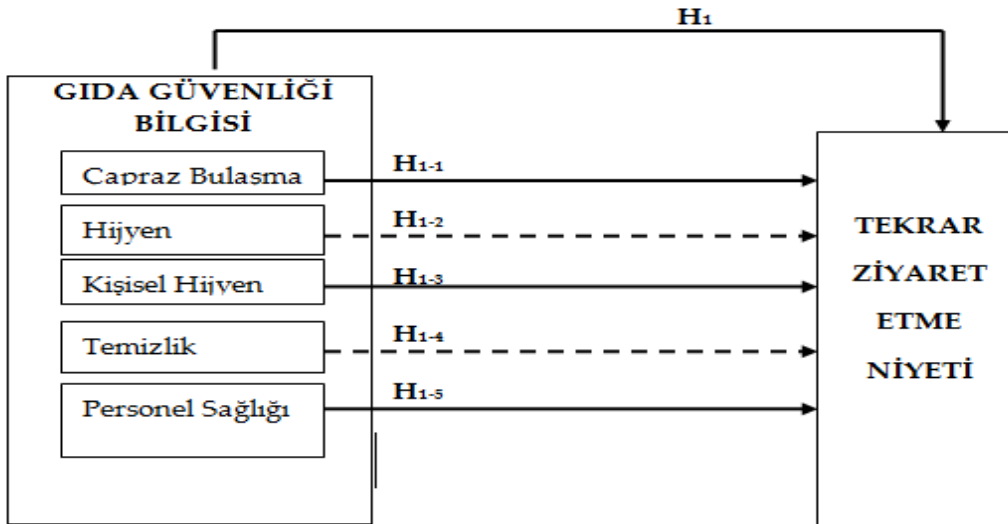 H1
GIDA GÜVENLİĞİ
BİLGİSİ
Capraz Bulasma
H1-1
Hijyen
H1-2
Kişisel Hijyen
H1-3
Temizlik
H1-4
Personel Sağlığı
H1-5
TEKRAR
ZİYARET
ETME
NİYETİ